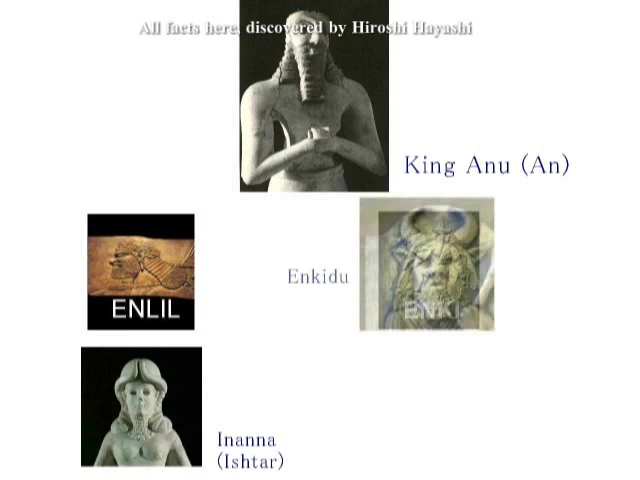 All facts here, discovered by Hiroshi Hayashi
King Anu (An)
Enkidu
ENLIL
ENKI
Inanna
(Ishtar)